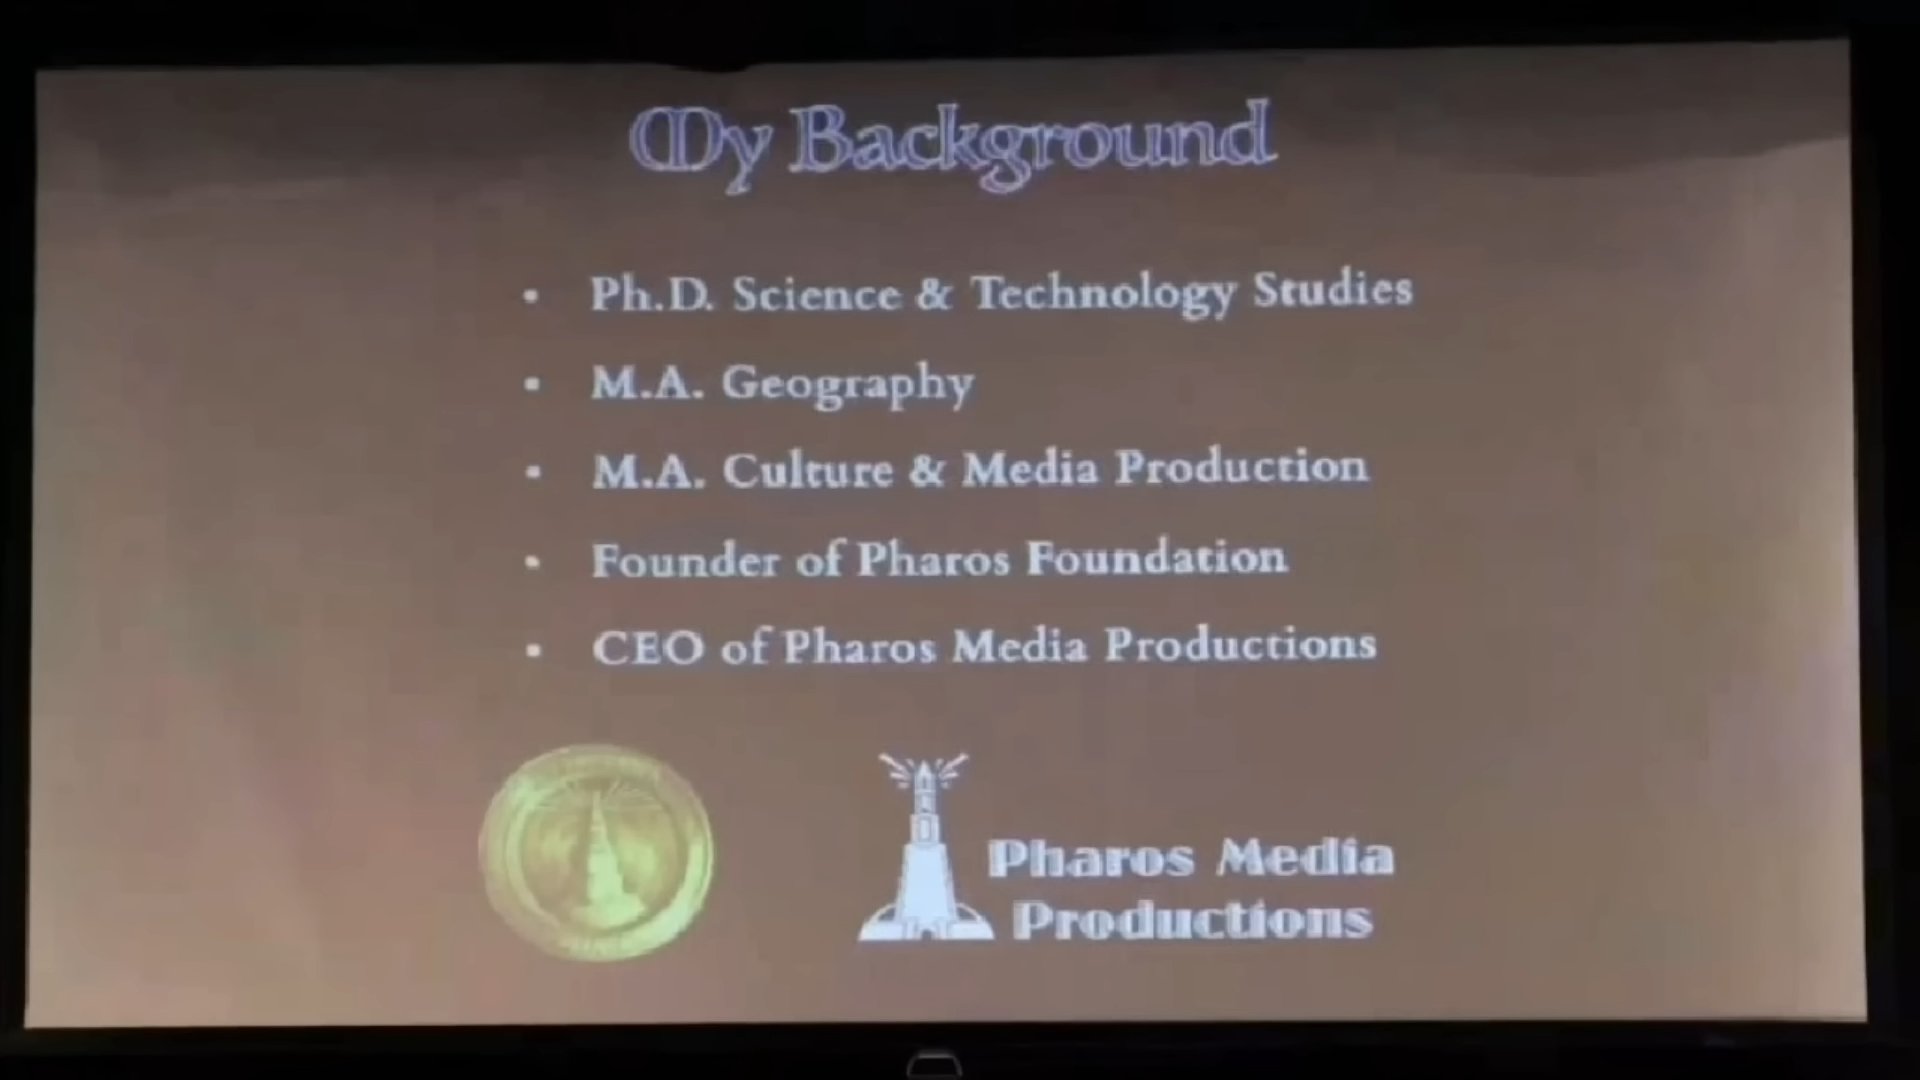 My Background
• Ph.D. Science & Technology Studies
• M.A. Geography
• M.A. Culture & Media Production
• Founder of Pharos Foundation
• CEO of Pharos Media Productions
Pharos Media
Productions